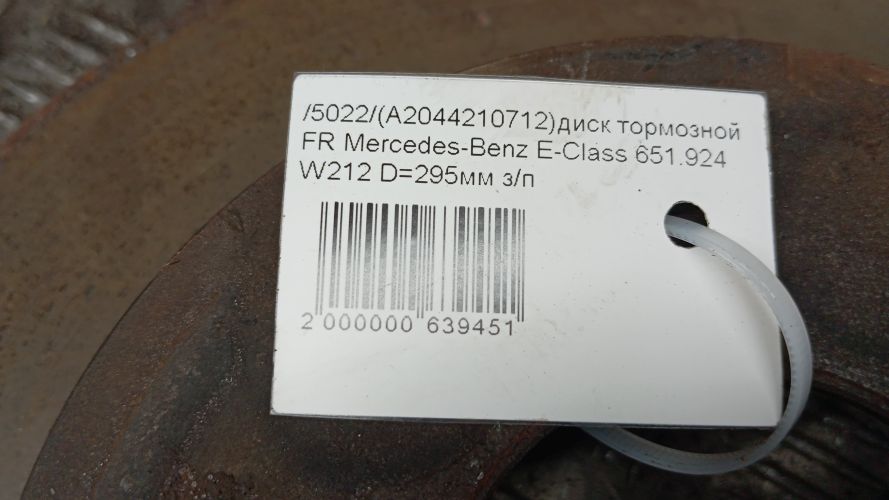 /5022/(A2044210712)диск тормозной
FR Mercedes-Benz E-Class 651.924
W212 D=295мм з/п
2 000000 639451